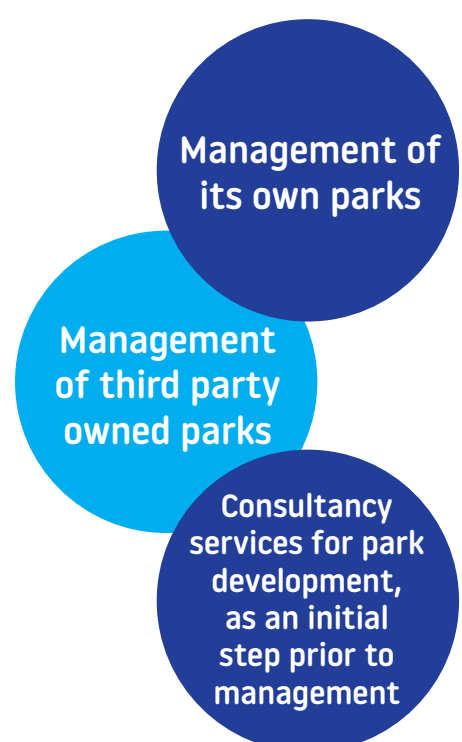 Management of
its own parks
Management
of third party
owned parks
Consultancy
services for park
development,
as an initial
step prior to
management